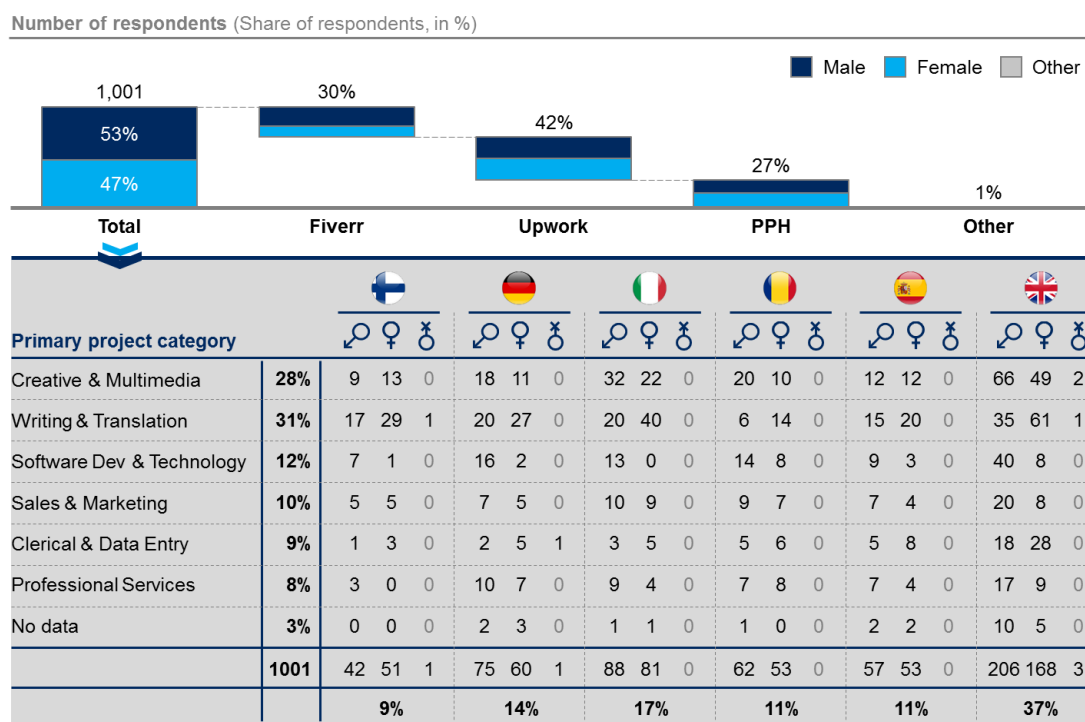 Number of respondents (Share of respondents, in %)
Male Female Other
1,001 30% 42% 27% 1%
53%
47%
Total Fiverr Upwork PPH Other
Primary project category
Creative & Multimedia 28% 9 13 0 18 11 0 32 22 0 20 10 0 12 12 0 66 49 2
Writing & Translation 31% 17 29 1 20 27 0 20 40 0 6 14 0 15 20 0 35 61 1
Software Dev & Technology 12% 7 1 0 16 2 0 13 0 0 14 8 0 9 3 0 40 8 0
Sales & Marketing 10% 5 5 0 7 5 0 10 9 0 9 7 0 7 4 0 20 8 0
Clerical & Data Entry 9% 1 3 0 2 5 1 3 5 0 5 6 0 5 8 0 18 28 0
Professional Services 8% 3 0 0 10 7 0 9 4 0 7 8 0 7 4 0 17 9 0
No data 3% 0 0 0 2 3 0 1 1 0 1 0 0 2 2 0 10 5 0
1001 42 51 1 75 60 1 88 81 0 62 53 0 57 53 0 206 168 3
9% 14% 17% 11% 11% 37%